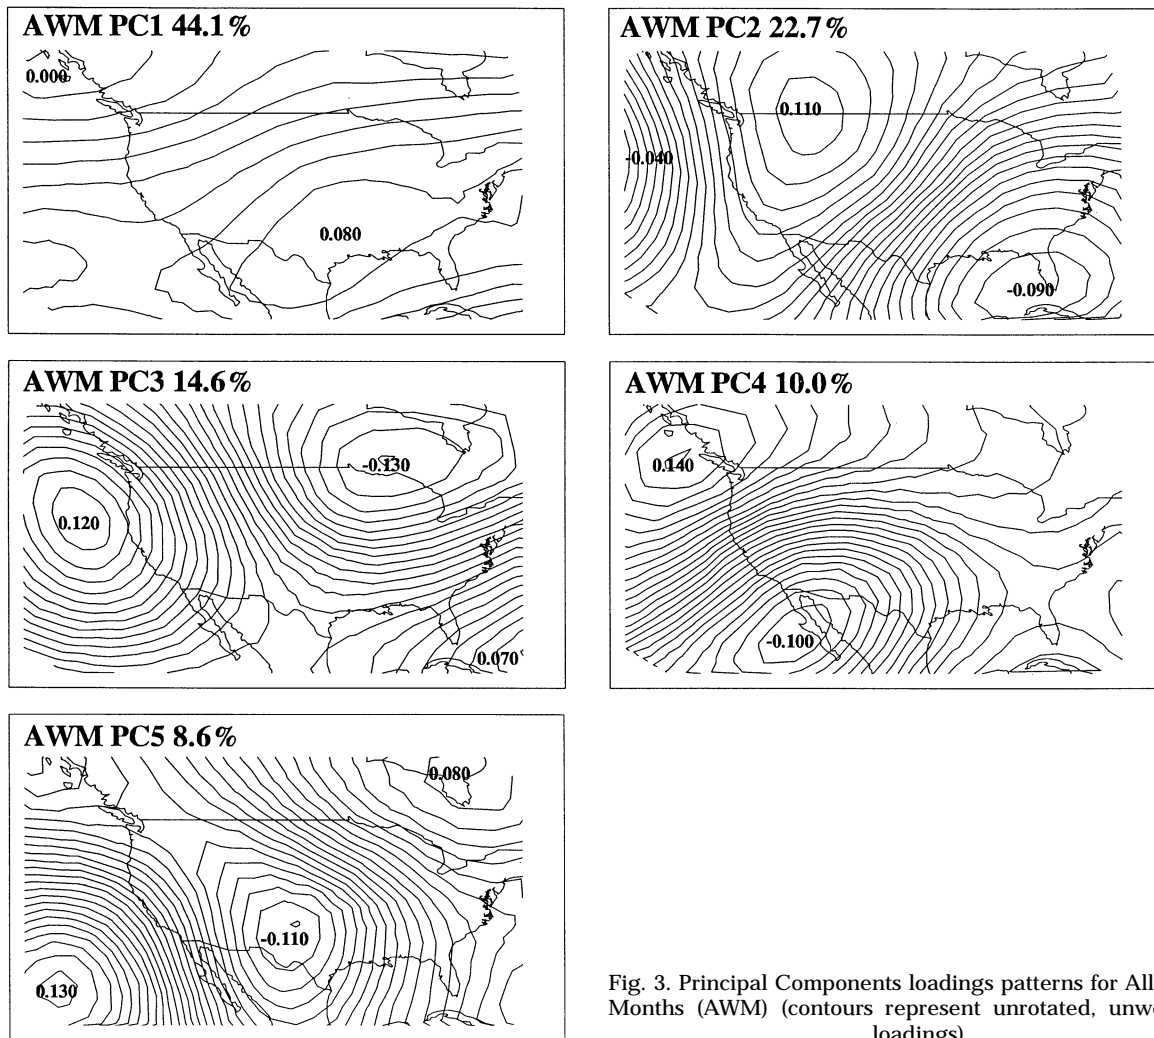 AWM PC1 44.1%
0.000
0.080
AWM PC2 22.7%
0.110
-0.040
-0.090
AWM PC3 14.6%
-0.130
0.120
0.070
AWM PC4 10.0%
0.140
-0.100
AWM PC5 8.6%
0.080
-0.110
0.130
Fig. 3. Principal Components loadings patterns for All
Months (AWM) (contours represent unrotated, unw
loadings)